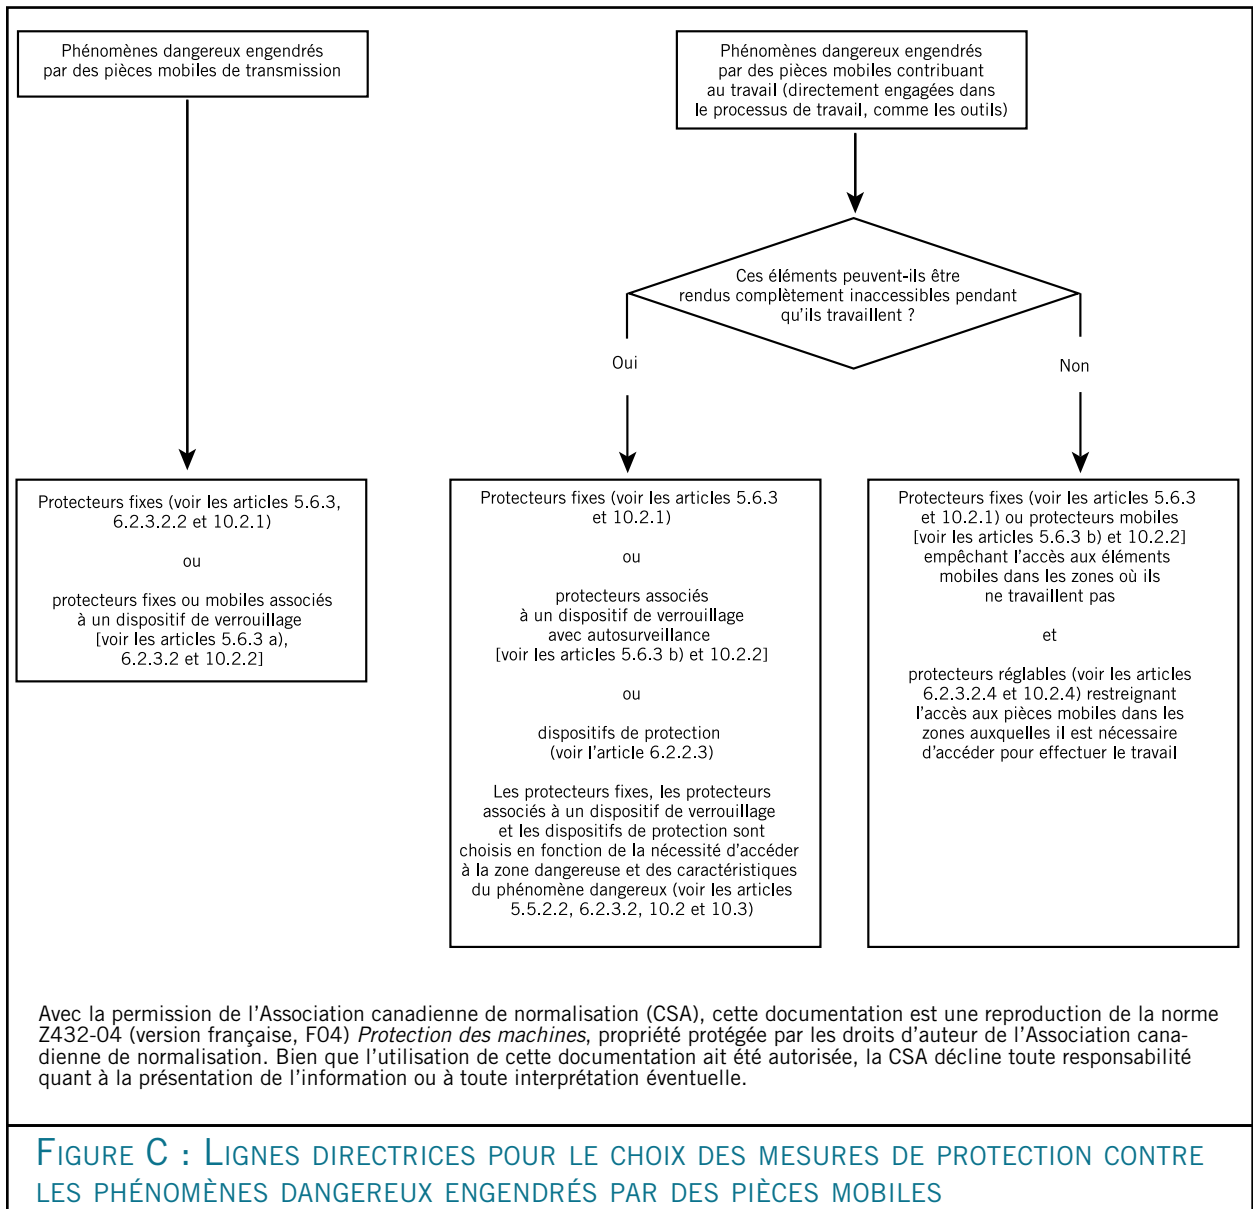 Phénomènes dangereux engendrés
par des pièces mobiles de transmission
Phénomènes dangereux engendrés
par des pièces mobiles contribuant
au travail (directement engagées dans
le processus de travail, comme les outils)
Ces éléments peuvent-ils être
rendus complètement inaccessibles pendant
qu'ils travaillent ?
Oui
Non
Protecteurs fixes (voir les articles 5.6.3,
6.2.3.2.2 et 10.2.1)
ou
protecteurs fixes ou mobiles associés
à un dispositif de verrouillage
[voir les articles 5.6.3 a),
6.2.3.2 et 10.2.2]
Protecteurs fixes (voir les articles 5.6.3
et 10.2.1)
ou
protecteurs associés
à un dispositif de verrouillage
avec autosurveillance
[voir les articles 5.6.3 b) et 10.2.2]
ou
dispositifs de protection
(voir l'article 6.2.2.3)
Les protecteurs fixes, les protecteurs
associés à un dispositif de verrouillage
et les dispositifs de protection sont
choisis en fonction de la nécessité d'accéder
à la zone dangereuse et des caractéristiques
du phénomène dangereux (voir les articles
5.5.2.2, 6.2.3.2, 10.2 et 10.3)
Protecteurs fixes (voir les articles 5.6.3
et 10.2.1) ou protecteurs mobiles
[voir les articles 5.6.3 b) et 10.2.2]
empêchant l'accès aux éléments
mobiles dans les zones où ils
ne travaillent pas
et
protecteurs réglables (voir les articles
6.2.3.2.4 et 10.2.4) restreignant
l'accès aux pièces mobiles dans les
zones auxquelles il est nécessaire
d'accéder pour effectuer le travail
Avec la permission de l'Association canadienne de normalisation (CSA), cette documentation est une reproduction de la norme
Z432-04 (version française, F04) Protection des machines, propriété protégée par les droits d'auteur de l'Association cana-
dienne de normalisation. Bien que l'utilisation de cette documentation ait été autorisée, la CSA décline toute responsabilité
quant à la présentation de l'information ou à toute interprétation éventuelle.
FIGURE C : LIGNES DIRECTRICES POUR LE CHOIX DES MESURES DE PROTECTION CONTRE
LES PHÉNOMÈNES DANGEREUX ENGENDRÉS PAR DES PIÈCES MOBILES